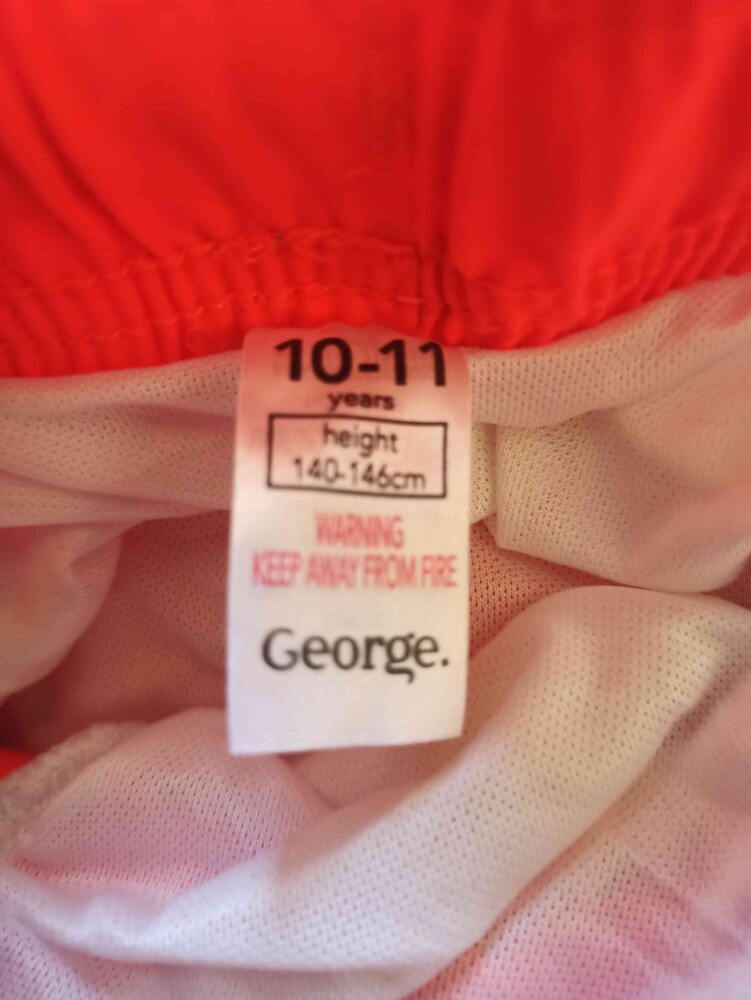 10-11
years
height
140-146cm
WARNING
KEEP AWAY FROM FIRE
George.